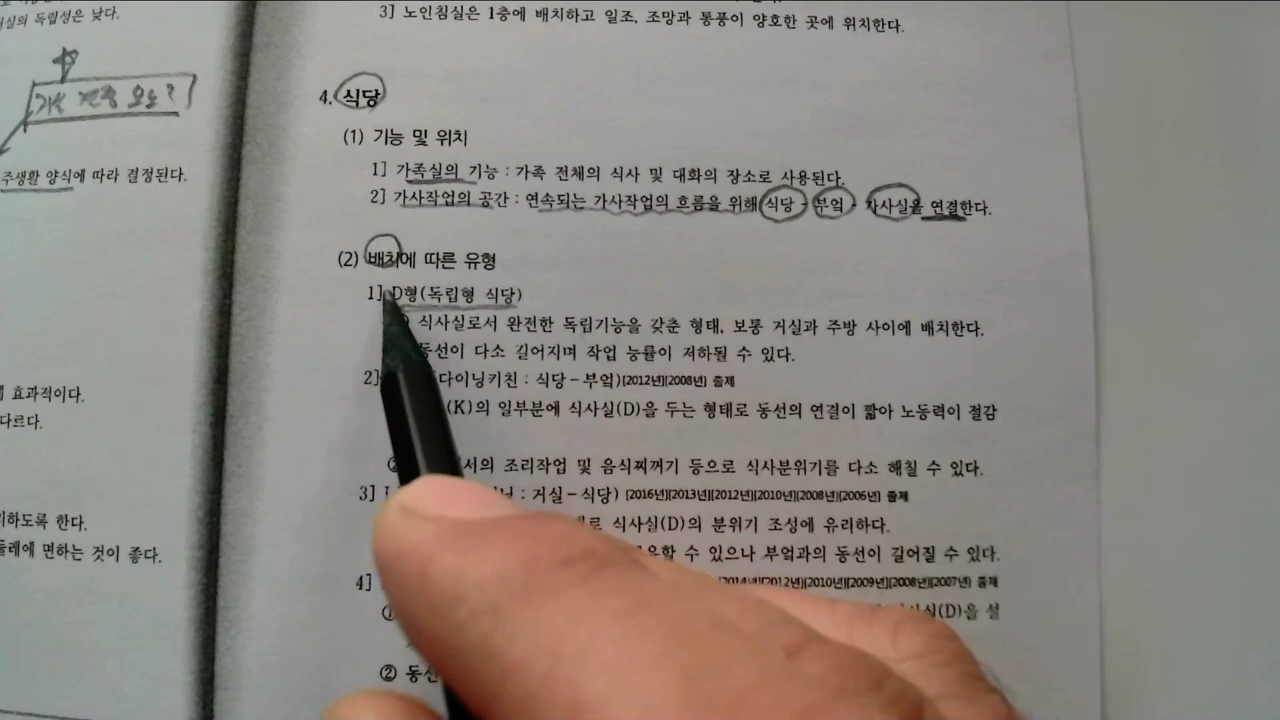 거실의 독립성은 낮다.
주생활 양식에 따라 결정된다.
효과적이다.
다르다.
하도록 한다.
둘레에 면하는 것이 좋다.
3] 노인침실은 1층에 배치하고 일조, 조망과 통풍이 양호한 곳에 위치한다.
4. 식당
(1) 기능 및 위치
1] 가족실의 기능 : 가족 전체의 식사 및 대화의 장소로 사용된다.
2] 가사작업의 공간 : 연속되는 가사작업의 흐름을 위해 식당 - 부엌 - 가사실을 연결한다.
(2) 배치에 따른 유형
1] D형(독립형 식당)
식사실로서 완전한 독립기능을 갖춘 형태, 보통 거실과 주방 사이에 배치한다.
동선이 다소 길어지며 작업 능률이 저하될 수 있다.
2] 다이닝키친 : 식당-부엌)[2012년][2008년] 출제
(K)의 일부분에 식사실(D)을 두는 형태로 동선의 연결이 짧아 노동력이 절감
② 서의 조리작업 및 음식찌꺼기 등으로 식사분위기를 다소 해칠 수 있다.
3] : 거실-식당) [2016년][2013년][2012년][2010년][2008년][2006년] 출제
로 식사실(D)의 분위기 조성에 유리하다.
할 수 있으나 부엌과의 동선이 길어질 수 있다.
4] [2014년][2012년][2010년][2009년][2008년][2007년] 출제
① (D)을 설
② 동선